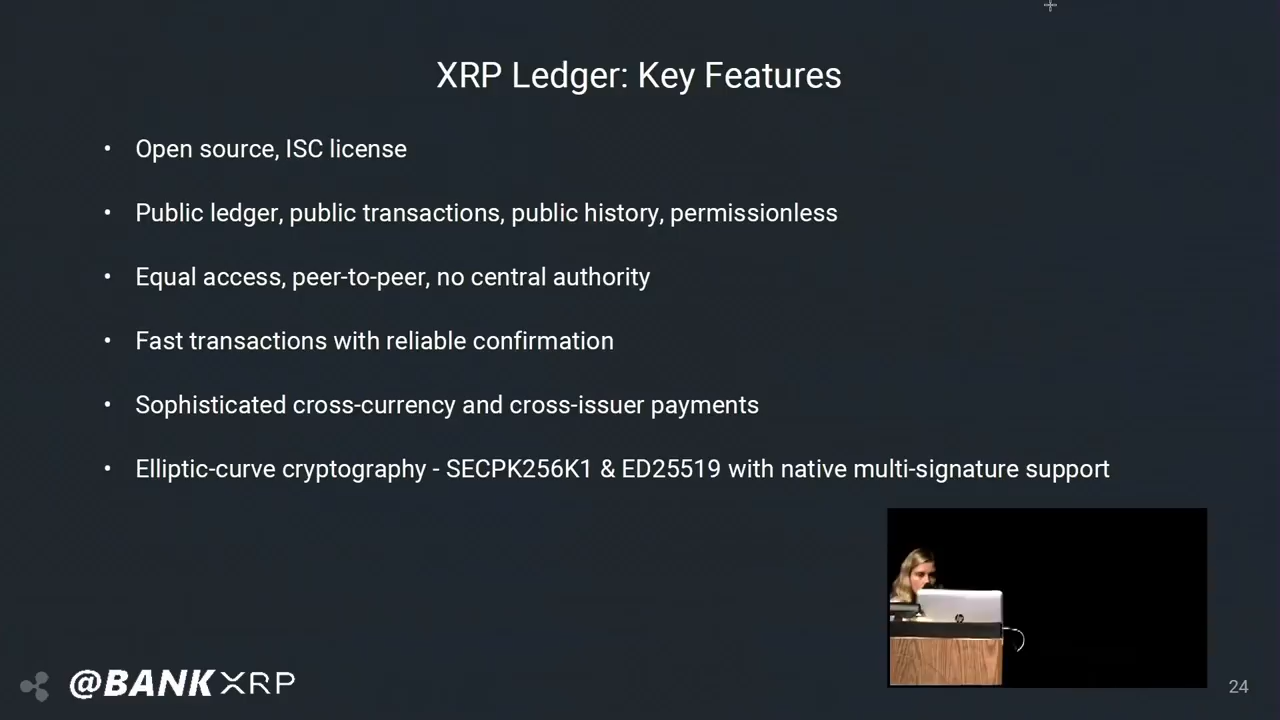 XRP Ledger: Key Features
• Open source, ISC license
• Public ledger, public transactions, public history, permissionless
• Equal access, peer-to-peer, no central authority
• Fast transactions with reliable confirmation
• Sophisticated cross-currency and cross-issuer payments
• Elliptic-curve cryptography - SECPK256K1 & ED25519 with native multi-signature support
hp
@BANKXRP
24